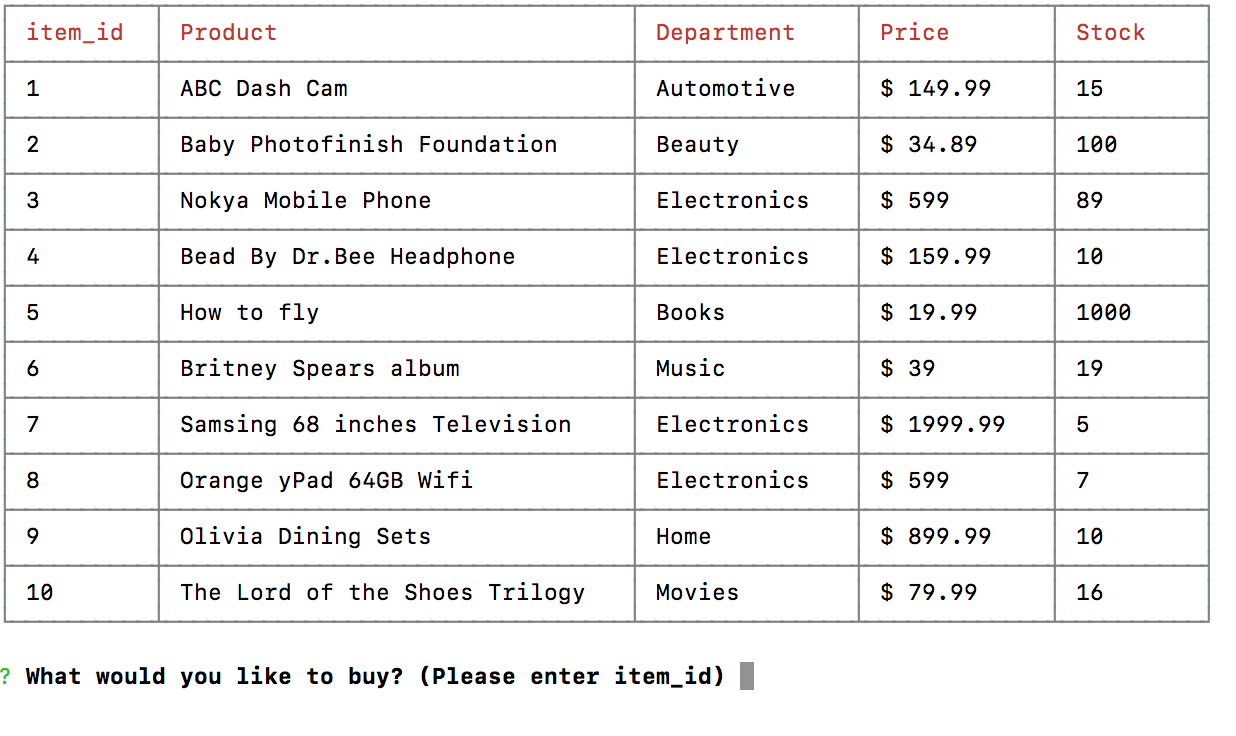 item_id Product Department Price Stock
1 ABC Dash Cam Automotive $ 149.99 15
2 Baby Photofinish Foundation Beauty $ 34.89 100
3 Nokya Mobile Phone Electronics $ 599 89
4 Bead By Dr.Bee Headphone Electronics $ 159.99 10
5 How to fly Books $ 19.99 1000
6 Britney Spears album Music $ 39 19
7 Samsing 68 inches Television Electronics $ 1999.99 5
8 Orange yPad 64GB Wifi Electronics $ 599 7
9 Olivia Dining Sets Home $ 899.99 10
10 The Lord of the Shoes Trilogy Movies $ 79.99 16
? What would you like to buy? (Please enter item_id)